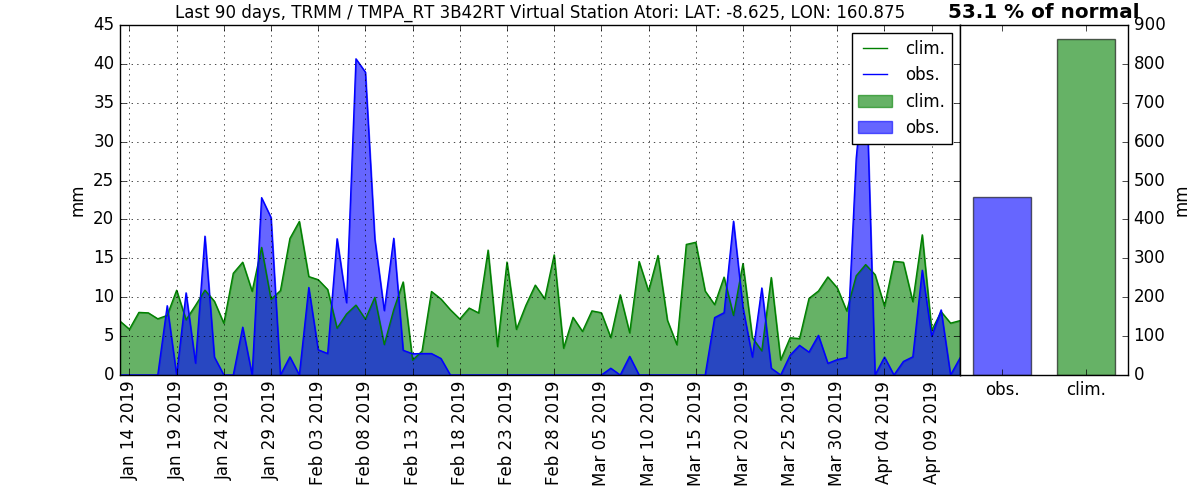 Last 90 days, TRMM / TMPA_RT 3B42RT Virtual Station Atori: LAT: -8.625, LON: 160.875
53.1 % of normal
45
40
35
30
25
20
15
10
5
0
mm
clim.
obs.
clim.
obs.
Jan 14 2019
Jan 19 2019
Jan 24 2019
Jan 29 2019
Feb 03 2019
Feb 08 2019
Feb 13 2019
Feb 18 2019
Feb 23 2019
Feb 28 2019
Mar 05 2019
Mar 10 2019
Mar 15 2019
Mar 20 2019
Mar 25 2019
Mar 30 2019
Apr 04 2019
Apr 09 2019
900
800
700
600
500
400
300
200
100
0
mm
obs.
clim.